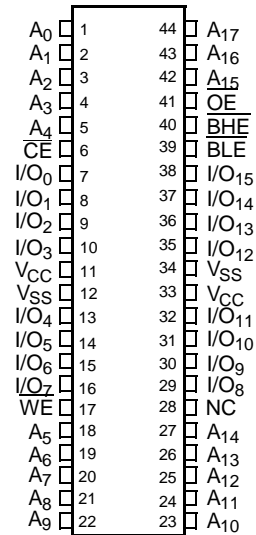 A0 1 44 A17
A1 2 43 A16
A2 3 42 A15
A3 4 41 OE
A4 5 40 BHE
CE 6 39 BLE
I/O0 7 38 I/O15
I/O1 8 37 I/O14
I/O2 9 36 I/O13
I/O3 10 35 I/O12
VCC 11 34 VSS
VSS 12 33 VCC
I/O4 13 32 I/O11
I/O5 14 31 I/O10
I/O6 15 30 I/O9
I/O7 16 29 I/O8
WE 17 28 NC
A5 18 27 A14
A6 19 26 A13
A7 20 25 A12
A8 21 24 A11
A9 22 23 A10